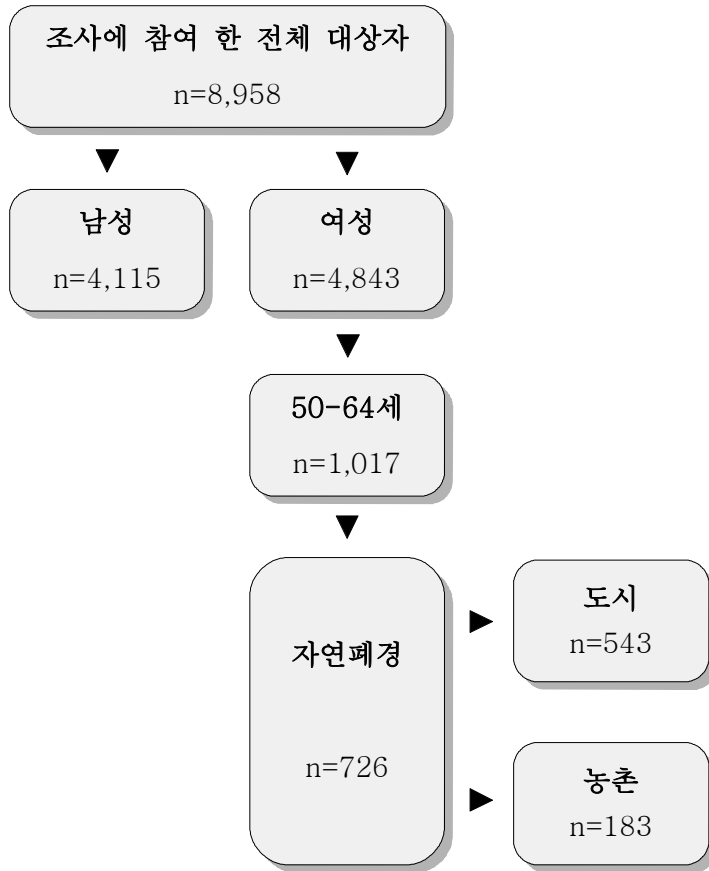 조사에 참여 한 전체 대상자
n=8,958
남성
n=4,115
여성
n=4,843
50-64세
n=1,017
자연폐경
n=726
도시
n=543
농촌
n=183